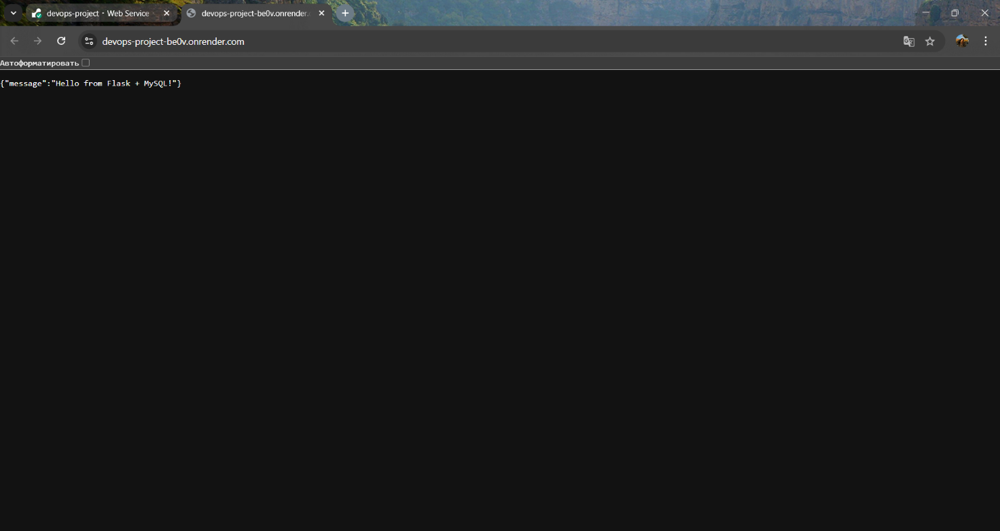 devops-project · Web Service ·
devops-project-be0v.onrender.
devops-project-be0v.onrender.com
Автоформатировать
{"message":"Hello from Flask + MySQL!"}